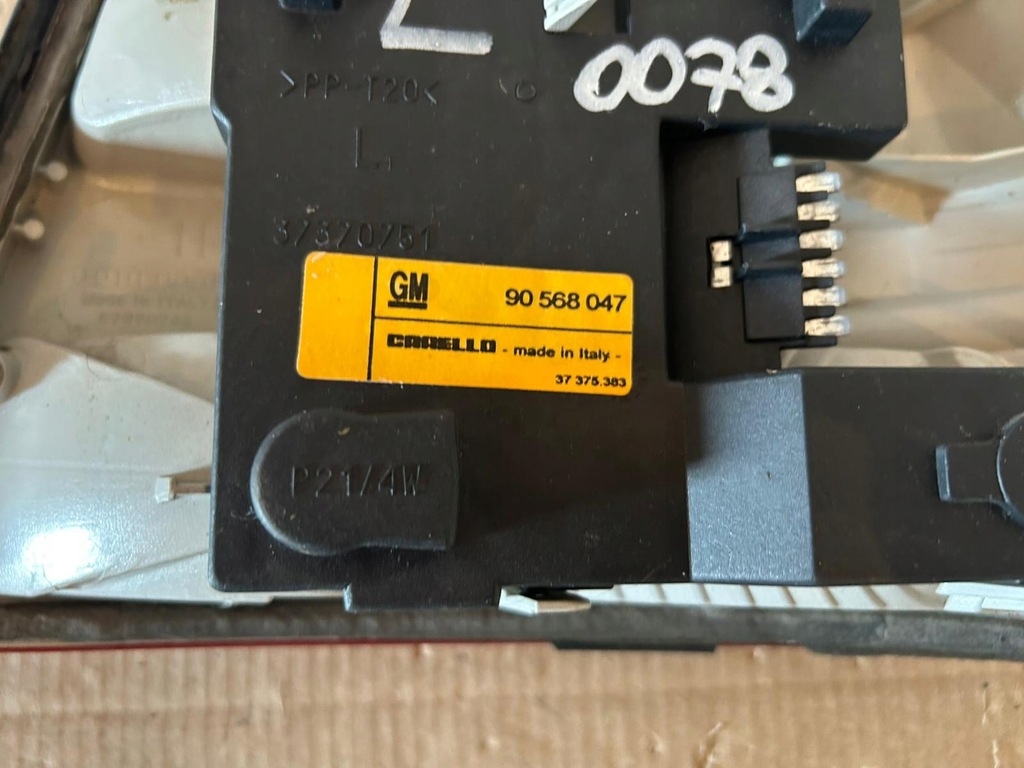 L
0078
>PP-T20<
L.
37370751
GM 90 568 047
CARELLO - made in Italy -
37 375.383
P21/4W